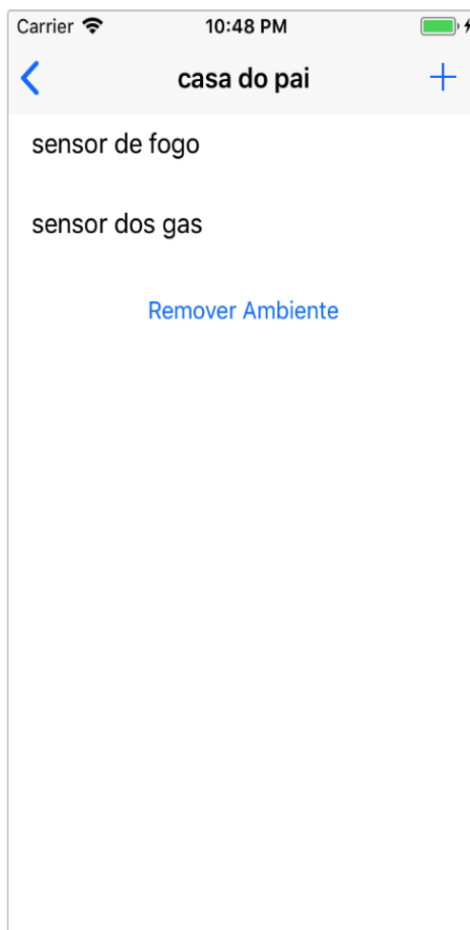 Carrier 10:48 PM
casa do pai
sensor de fogo
sensor dos gas
Remover Ambiente